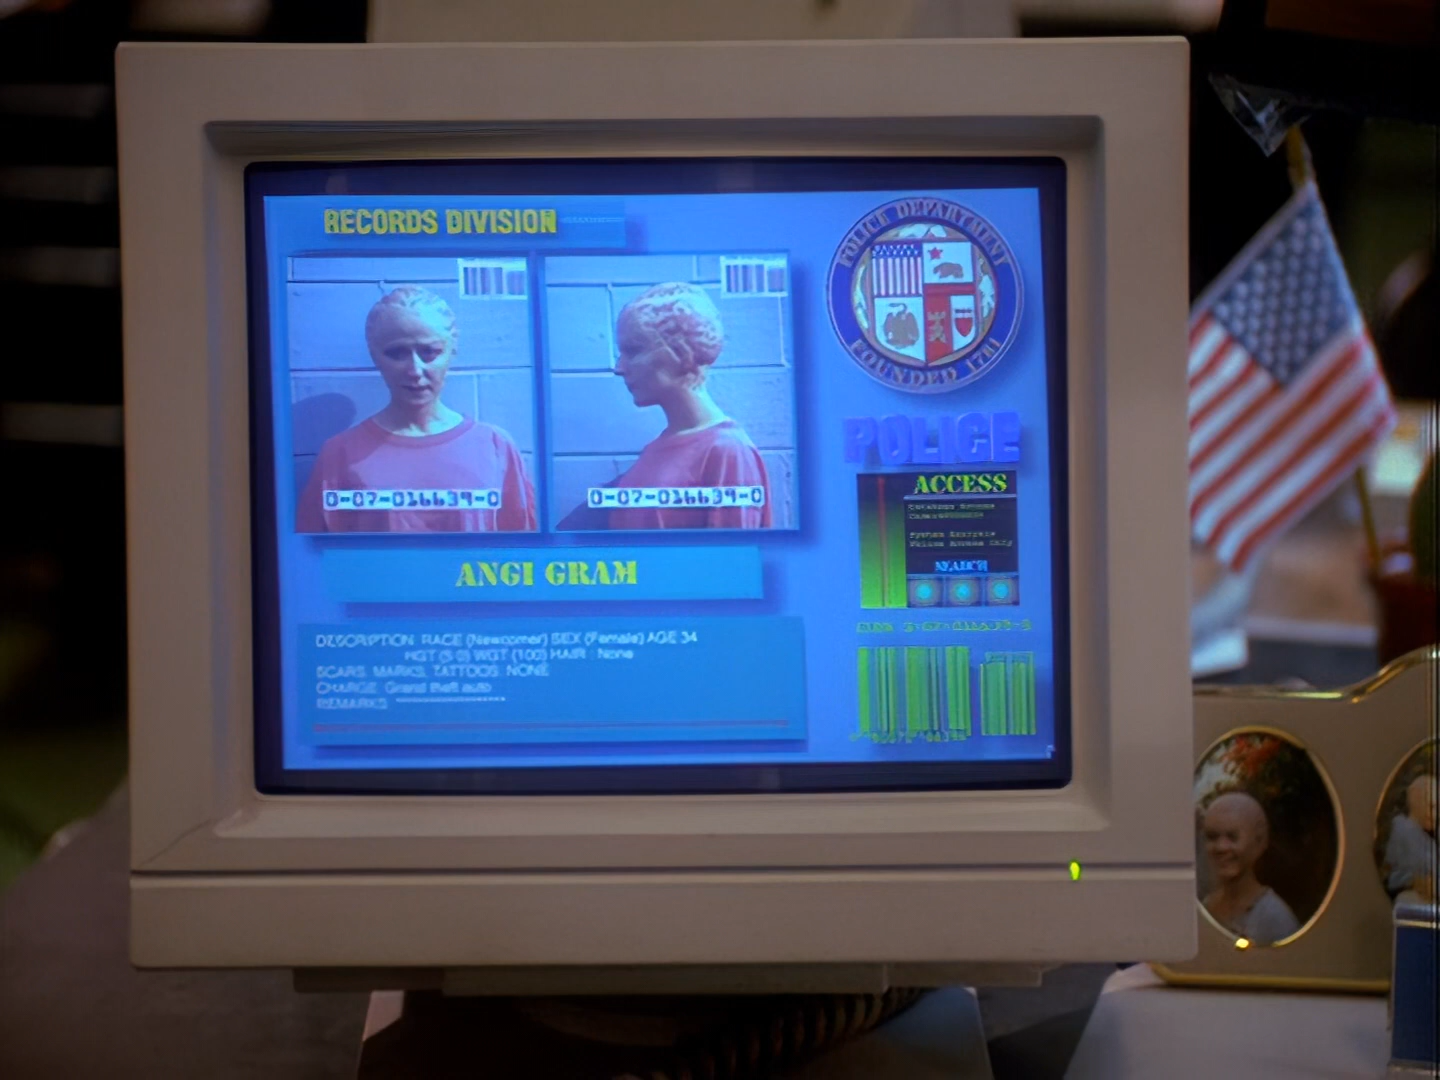 RECORDS DIVISION
POLICE DEPARTMENT
FOUNDED 1781
0-07-016639-0
0-07-016639-0
POLICE
ACCESS
SEARCH
ANGI GRAM
DESCRIPTION: RACE (Newcomer) SEX (Female) AGE 34
HGT (5 0) WGT (100) HAIR : None
SCARS, MARKS, TATTOOS: NONE
CHARGE: Grand theft auto
REMARKS